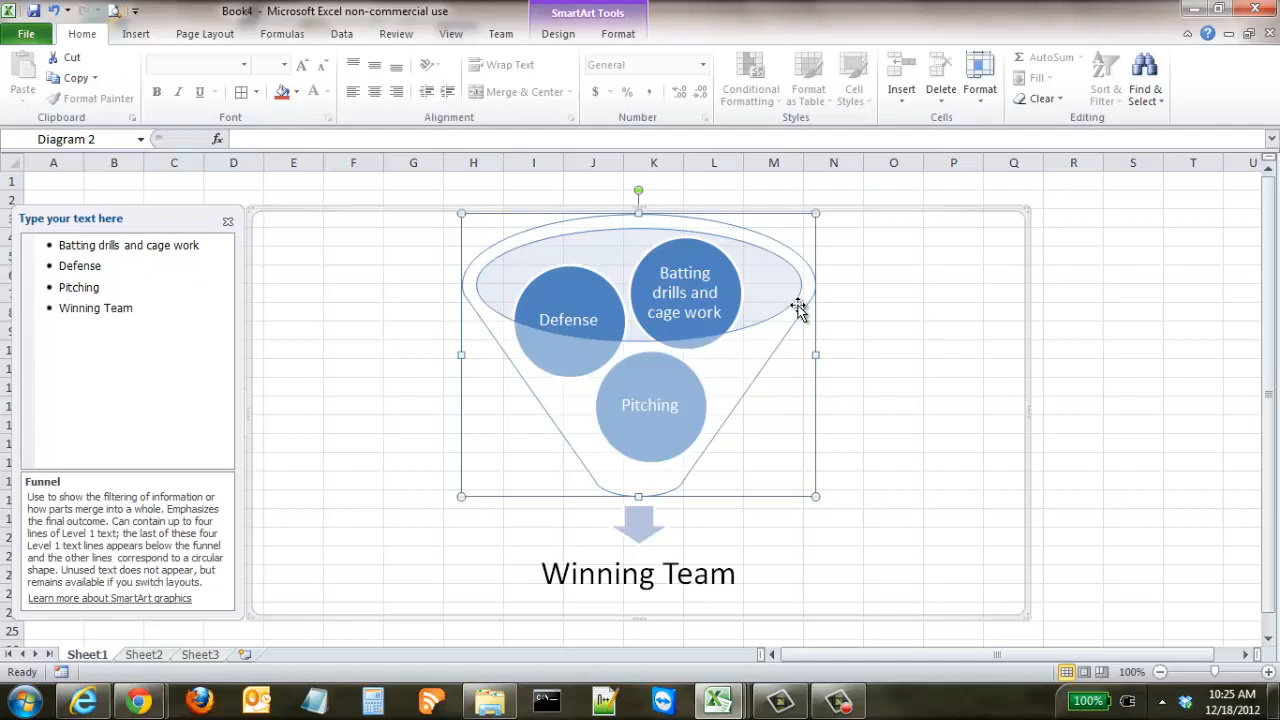 Book4 - Microsoft Excel non-commercial use
SmartArt Tools
File Home Insert Page Layout Formulas Data Review View Team Design Format
Cut
Copy
Format Painter
Paste
Clipboard
B I U
A A
Font
Wrap Text
Merge & Center
Alignment
General
$ % ,
Number
Conditional Formatting
Format as Table
Cell Styles
Styles
Insert
Delete
Format
Cells
AutoSum
Fill
Clear
Sort & Filter
Find & Select
Editing
Diagram 2
fx
A B C D E F G H I J K L M N O P Q R S T U
1
2
Type your text here
Batting drills and cage work
Defense
Pitching
Winning Team
Funnel
Use to show the filtering of information or
how parts merge into a whole. Emphasizes
the final outcome. Can contain up to four
lines of Level 1 text; the last of these four
Level 1 text lines appears below the funnel
and the other lines correspond to a circular
shape. Unused text does not appear, but
remains available if you switch layouts.
Learn more about SmartArt graphics
Batting
drills and
cage work
Defense
Pitching
Winning Team
25
Sheet1 Sheet2 Sheet3
Ready
100%
100%
10:25 AM
12/18/2012